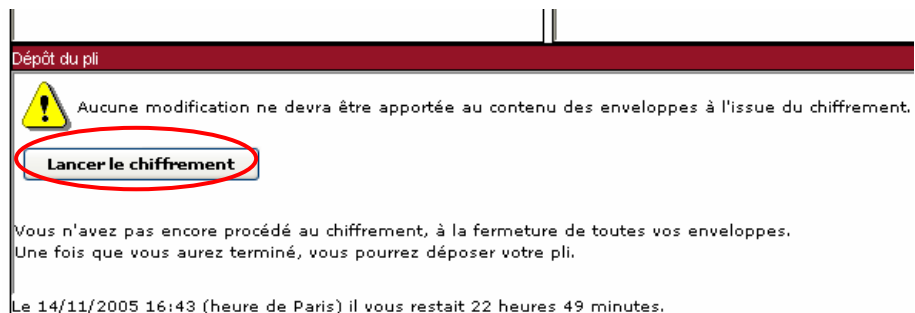 Dépôt du pli
Aucune modification ne devra être apportée au contenu des enveloppes à l'issue du chiffrement.
Lancer le chiffrement
Vous n'avez pas encore procédé au chiffrement, à la fermeture de toutes vos enveloppes.
Une fois que vous aurez terminé, vous pourrez déposer votre pli.
Le 14/11/2005 16:43 (heure de Paris) il vous restait 22 heures 49 minutes.